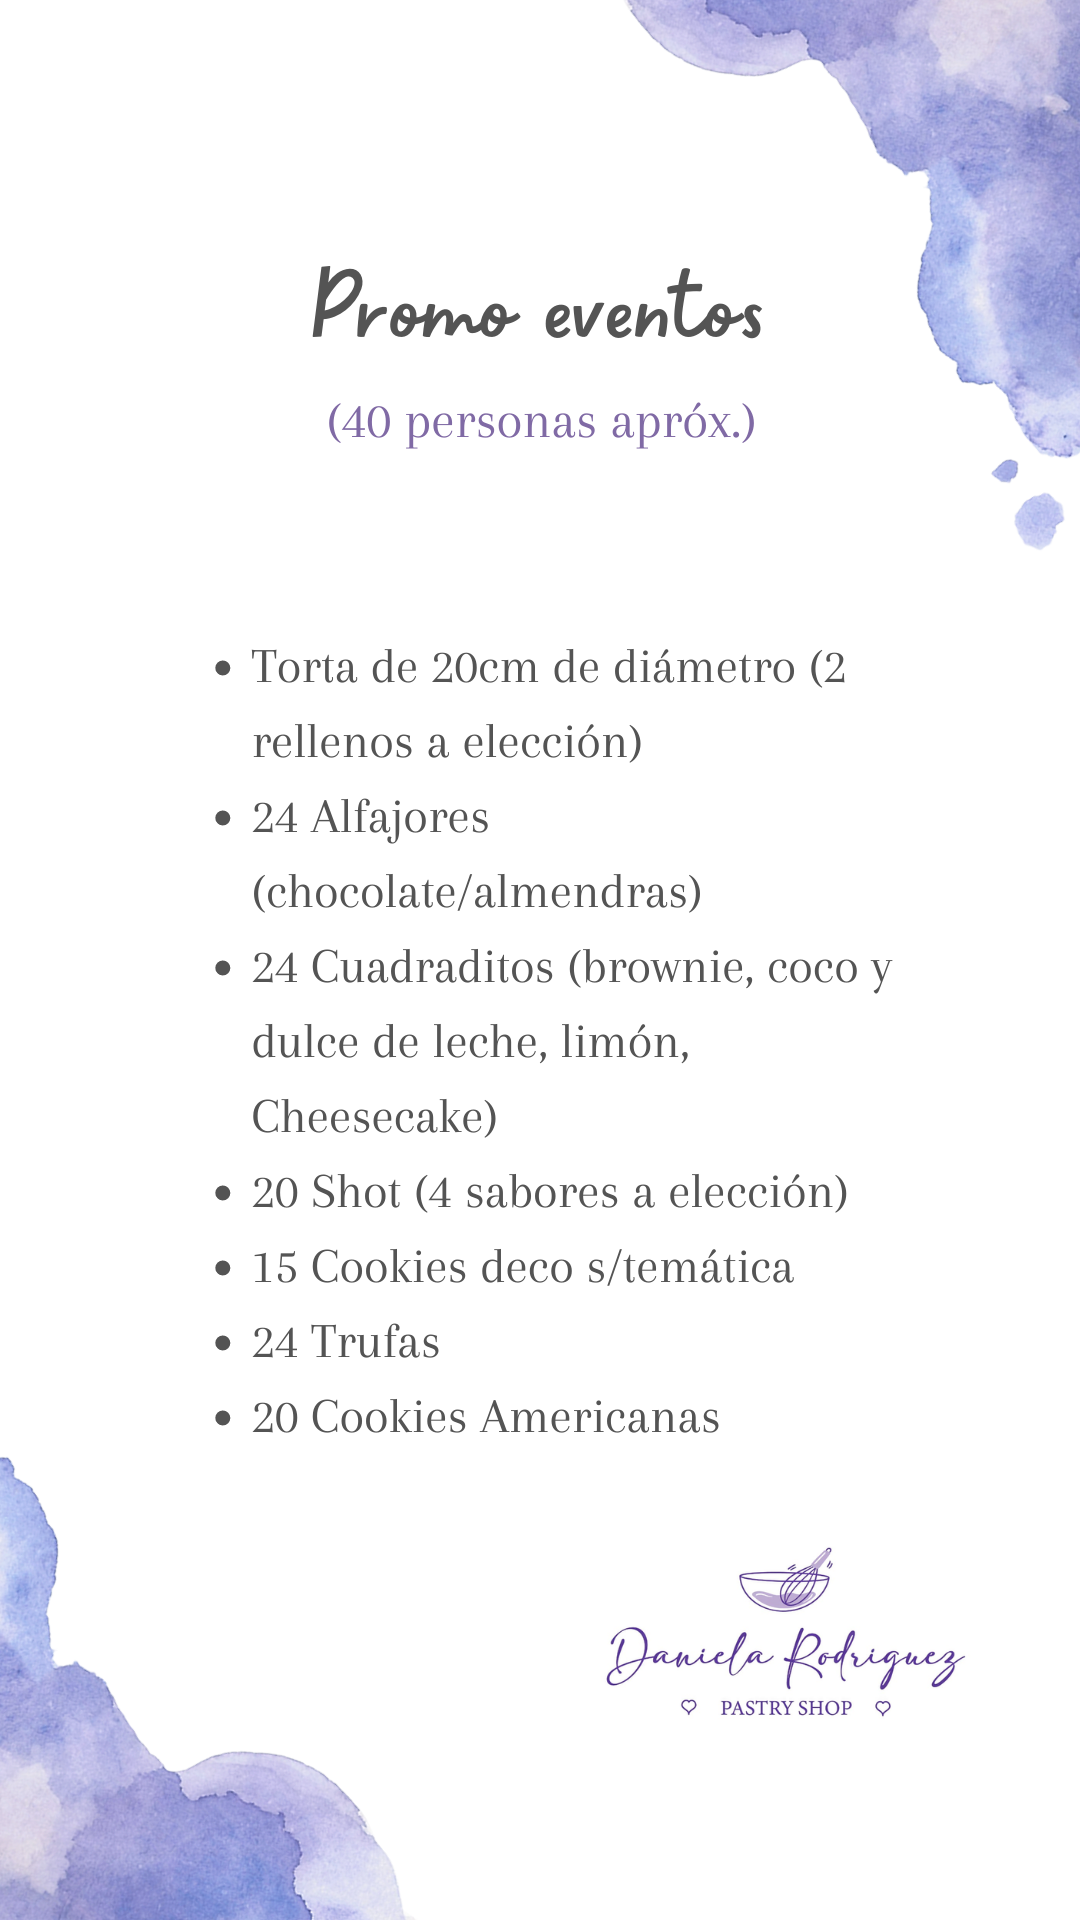 Promo eventos
(40 personas apróx.)
• Torta de 20cm de diámetro (2
rellenos a elección)
• 24 Alfajores
(chocolate/almendras)
• 24 Cuadraditos (brownie, coco y
dulce de leche, limón,
Cheesecake)
• 20 Shot (4 sabores a elección)
• 15 Cookies deco s/temática
• 24 Trufas
• 20 Cookies Americanas
Daniela Rodriguez
PASTRY SHOP